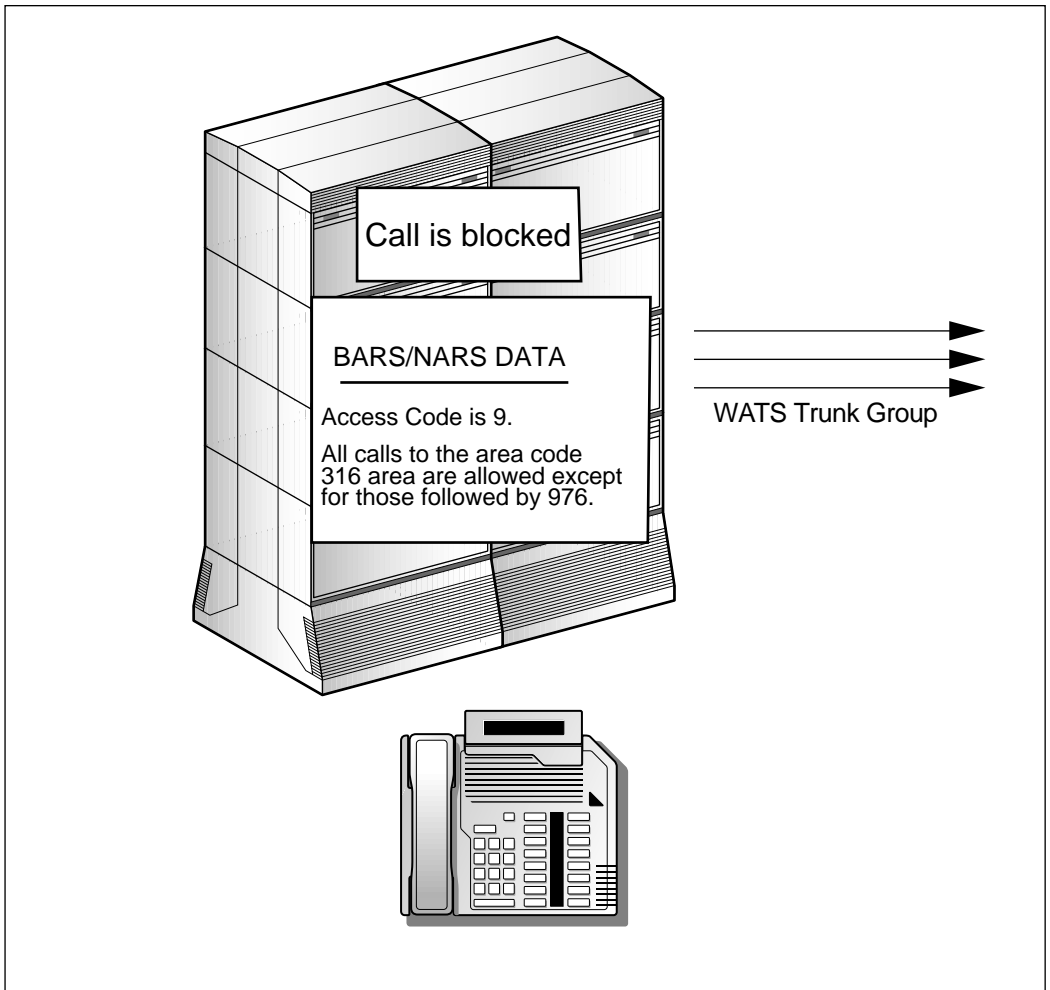 Call is blocked
BARS/NARS DATA
Access Code is 9.
All calls to the area code
316 area are allowed except
for those followed by 976.
WATS Trunk Group